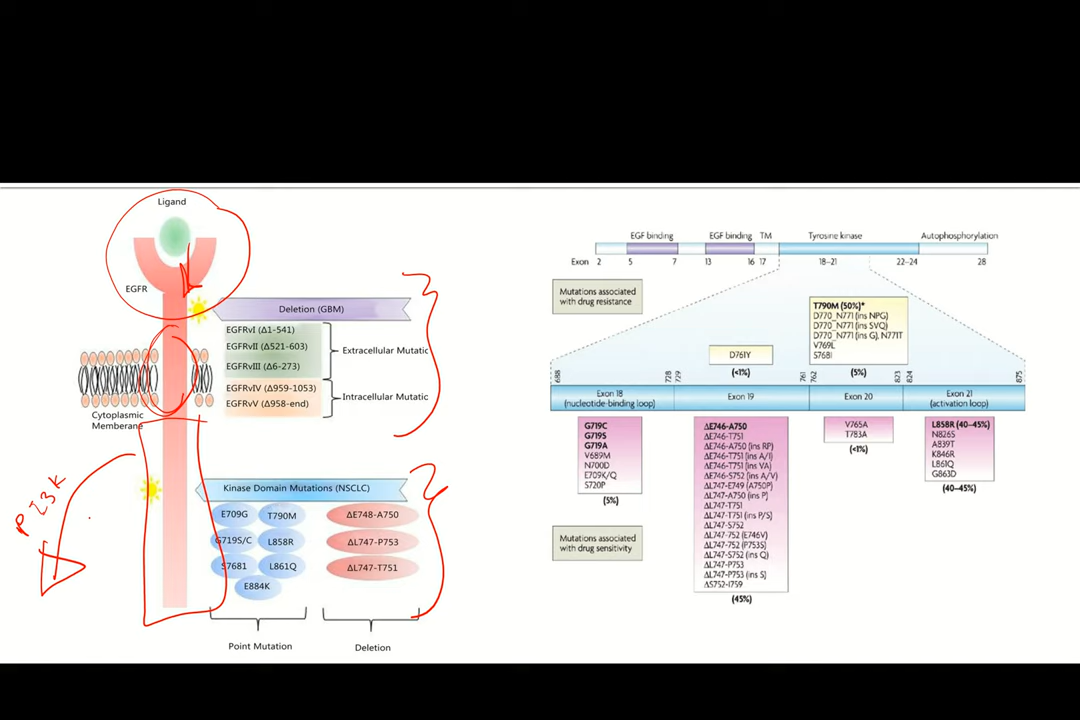 Ligand
EGFR
Deletion (GBM)
EGFRvI (Δ1-541)
EGFRvII (Δ521-603)
EGFRvIII (Δ6-273)
Extracellular Mutatic
EGFRvIV (Δ959-1053)
EGFRvV (Δ958-end)
Intracellular Mutatic
Cytoplasmic
Memberane
PI3K
Kinase Domain Mutations (NSCLC)
E709G
T790M
ΔE748-A750
G719S/C
L858R
ΔL747-P753
S7681
L861Q
ΔL747-T751
E884K
Point Mutation
Deletion
EGF binding
EGF binding
TM
Tyrosine kinase
Autophosphorylation
Exon 2 5 7 13 16 17 18-21 22-24 28
Mutations associated
with drug resistance
T790M (50%)*
D770_N771 (ins NPG)
D770_N771 (ins SVQ)
D770_N771 (ins G), N771T
V769L
S768I
(5%)
D761Y
(<1%)
688 728 729 761 762 823 824 875
Exon 18
(nucleotide-binding loop)
Exon 19
Exon 20
Exon 21
(activation loop)
G719C
G719S
G719A
V689M
N700D
E709K/Q
S720P
(5%)
ΔE746-A750
ΔE746-T751
ΔE746-A750 (ins RP)
ΔE746-T751 (ins A/I)
ΔE746-T751 (ins VA)
ΔE746-S752 (ins A/V)
ΔL747-E749 (A750P)
ΔL747-A750 (ins P)
ΔL747-T751
ΔL747-T751 (ins P/S)
ΔL747-S752
ΔL747-752 (E746V)
ΔL747-752 (P753S)
ΔL747-S752 (ins Q)
ΔL747-P753
ΔL747-P753 (ins S)
ΔS752-I759
(45%)
V765A
T783A
(<1%)
L858R (40-45%)
N826S
A839T
K846R
L861Q
G863D
(40-45%)
Mutations associated
with drug sensitivity